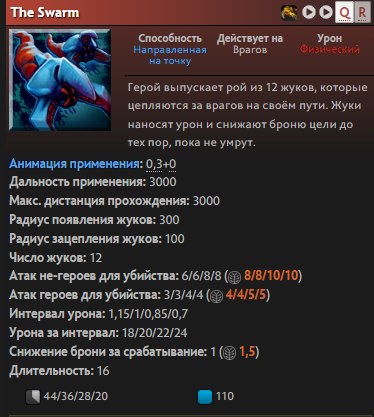 The Swarm
Q R
Способность Действует на Урон
Направленная Врагов Физический
на точку
Герой выпускает рой из 12 жуков, которые
цепляются за врагов на своём пути. Жуки
наносят урон и снижают броню цели до
тех пор, пока не умрут.
Анимация применения: 0,3+0
Дальность применения: 3000
Макс. дистанция прохождения: 3000
Радиус появления жуков: 300
Радиус зацепления жуков: 100
Число жуков: 12
Атак не-героев для убийства: 6/6/8/8 (8/8/10/10)
Атак героев для убийства: 3/3/4/4 (4/4/5/5)
Интервал урона: 1,15/1/0,85/0,7
Урона за интервал: 18/20/22/24
Снижение брони за срабатывание: 1 (1,5)
Длительность: 16
44/36/28/20 110